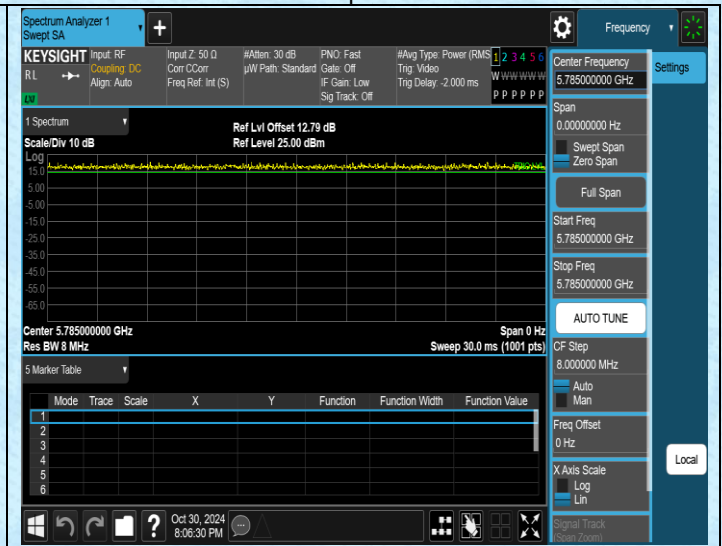 Spectrum Analyzer 1
Swept SA
+
Frequency
KEYSIGHT
RL
Input: RF
Coupling: DC
Align: Auto
Input Z: 50 Ω
Corr CCorr
Freq Ref: Int (S)
#Atten: 30 dB
µW Path: Standard
PNO: Fast
Gate: Off
IF Gain: Low
Sig Track: Off
#Avg Type: Power (RMS
Trig: Video
Trig Delay: -2.000 ms
1 2 3 4 5 6
W W W W W W
P P P P P P
Center Frequency
5.785000000 GHz
Settings
Span
0.00000000 Hz
Swept Span
Zero Span
Full Span
Start Freq
5.785000000 GHz
Stop Freq
5.785000000 GHz
AUTO TUNE
CF Step
8.000000 MHz
Auto
Man
Freq Offset
0 Hz
X Axis Scale
Log
Lin
Signal Track
(Span Zoom)
Local
1 Spectrum
Scale/Div 10 dB
Ref Lvl Offset 12.79 dB
Ref Level 25.00 dBm
Log
15.0
5.00
-5.00
-15.0
-25.0
-35.0
-45.0
-55.0
-65.0
Center 5.785000000 GHz
Span 0 Hz
Res BW 8 MHz
Sweep 30.0 ms (1001 pts)
5 Marker Table
Mode Trace Scale X Y Function Function Width Function Value
1
2
3
4
5
6
?
Oct 30, 2024
8:06:30 PM